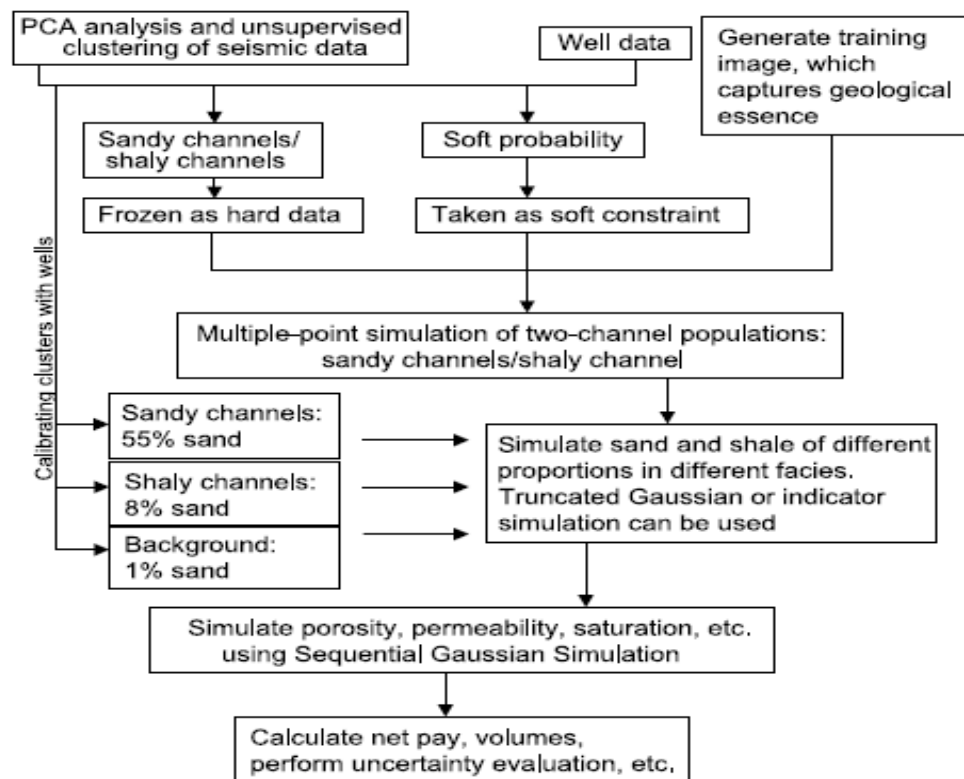 PCA analysis and unsupervised
clustering of seismic data
Well data
Generate training
image, which
captures geological
essence
Sandy channels/
shaly channels
Soft probability
Frozen as hard data
Taken as soft constraint
Calibrating clusters with wells
Multiple–point simulation of two-channel populations:
sandy channels/shaly channel
Sandy channels:
55% sand
Shaly channels:
8% sand
Background:
1% sand
Simulate sand and shale of different
proportions in different facies.
Truncated Gaussian or indicator
simulation can be used
Simulate porosity, permeability, saturation, etc.
using Sequential Gaussian Simulation
Calculate net pay, volumes,
perform uncertainty evaluation, etc.